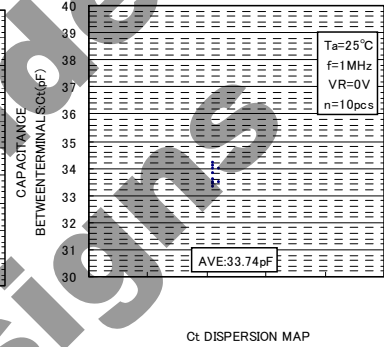 40
39
38
37
36
35
34
33
32
31
30
CAPACITANCE
BETWEENTERMINALS:Ct(pF)
Ta=25°C
f=1MHz
VR=0V
n=10pcs
AVE:33.74pF
Ct DISPERSION MAP